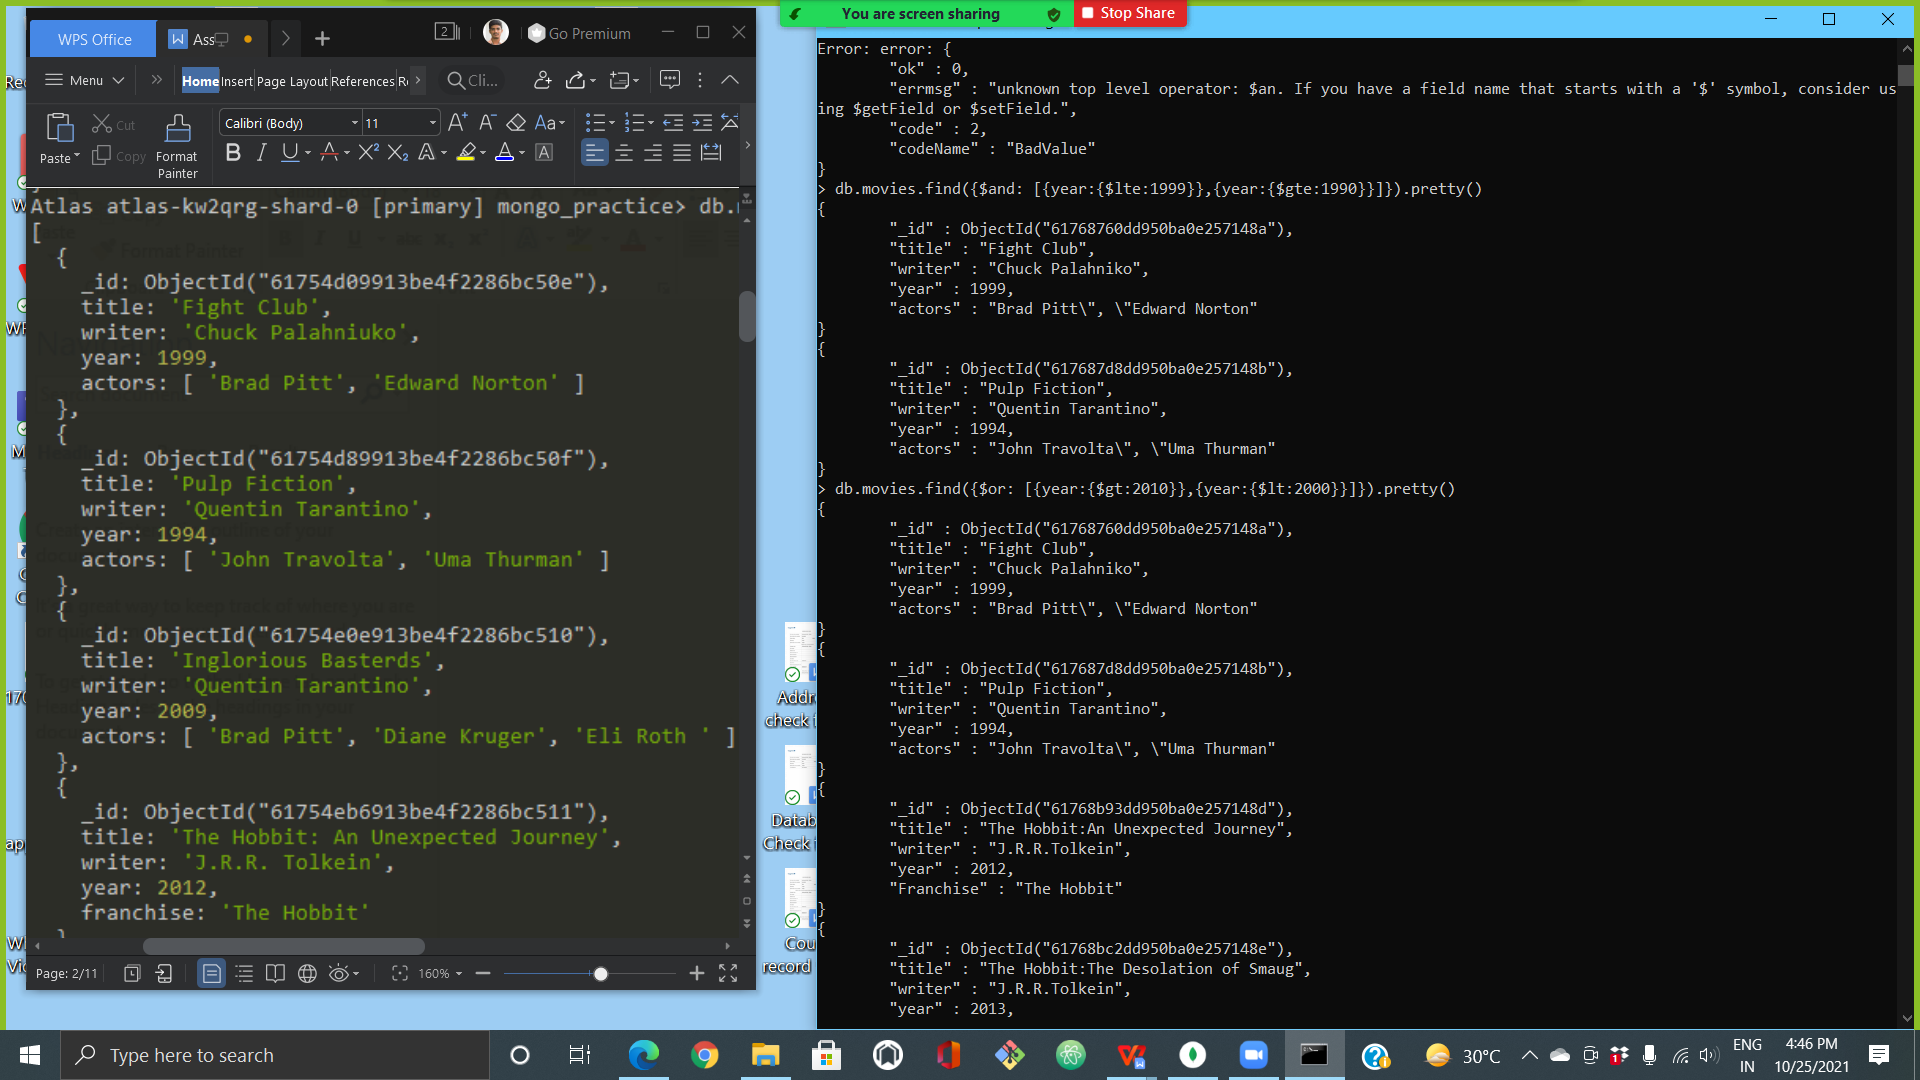 You are screen sharing
Stop Share
WPS Office
Ass
2
Go Premium
Menu
Home
Insert
Page Layout
References
Cli...
Paste
Cut
Copy
Format
Painter
Calibri (Body)
11
Atlas atlas-kw2qrg-shard-0 [primary] mongo_practice> db.
[
{
_id: ObjectId("61754d09913be4f2286bc50e"),
title: 'Fight Club',
writer: 'Chuck Palahniuko',
year: 1999,
actors: [ 'Brad Pitt', 'Edward Norton' ]
},
{
_id: ObjectId("61754d89913be4f2286bc50f"),
title: 'Pulp Fiction',
writer: 'Quentin Tarantino',
year: 1994,
actors: [ 'John Travolta', 'Uma Thurman' ]
},
{
_id: ObjectId("61754e0e913be4f2286bc510"),
title: 'Inglorious Basterds',
writer: 'Quentin Tarantino',
year: 2009,
actors: [ 'Brad Pitt', 'Diane Kruger', 'Eli Roth ' ]
},
{
_id: ObjectId("61754eb6913be4f2286bc511"),
title: 'The Hobbit: An Unexpected Journey',
writer: 'J.R.R. Tolkein',
year: 2012,
franchise: 'The Hobbit'
}
Page: 2/11
160%
Addr
check
Datab
Check
Cou
record
Error: error: {
"ok" : 0,
"errmsg" : "unknown top level operator: $an. If you have a field name that starts with a '$' symbol, consider us
ing $getField or $setField.",
"code" : 2,
"codeName" : "BadValue"
}
> db.movies.find({$and: [{year:{$lte:1999}},{year:{$gte:1990}}]}).pretty()
{
"_id" : ObjectId("61768760dd950ba0e257148a"),
"title" : "Fight Club",
"writer" : "Chuck Palahniko",
"year" : 1999,
"actors" : "Brad Pitt\", \"Edward Norton"
}
{
"_id" : ObjectId("617687d8dd950ba0e257148b"),
"title" : "Pulp Fiction",
"writer" : "Quentin Tarantino",
"year" : 1994,
"actors" : "John Travolta\", \"Uma Thurman"
}
> db.movies.find({$or: [{year:{$gt:2010}},{year:{$lt:2000}}]}).pretty()
{
"_id" : ObjectId("61768760dd950ba0e257148a"),
"title" : "Fight Club",
"writer" : "Chuck Palahniko",
"year" : 1999,
"actors" : "Brad Pitt\", \"Edward Norton"
}
{
"_id" : ObjectId("617687d8dd950ba0e257148b"),
"title" : "Pulp Fiction",
"writer" : "Quentin Tarantino",
"year" : 1994,
"actors" : "John Travolta\", \"Uma Thurman"
}
{
"_id" : ObjectId("61768b93dd950ba0e257148d"),
"title" : "The Hobbit:An Unexpected Journey",
"writer" : "J.R.R.Tolkein",
"year" : 2012,
"Franchise" : "The Hobbit"
}
{
"_id" : ObjectId("61768bc2dd950ba0e257148e"),
"title" : "The Hobbit:The Desolation of Smaug",
"writer" : "J.R.R.Tolkein",
"year" : 2013,
Type here to search
30°C
ENG
IN
4:46 PM
10/25/2021